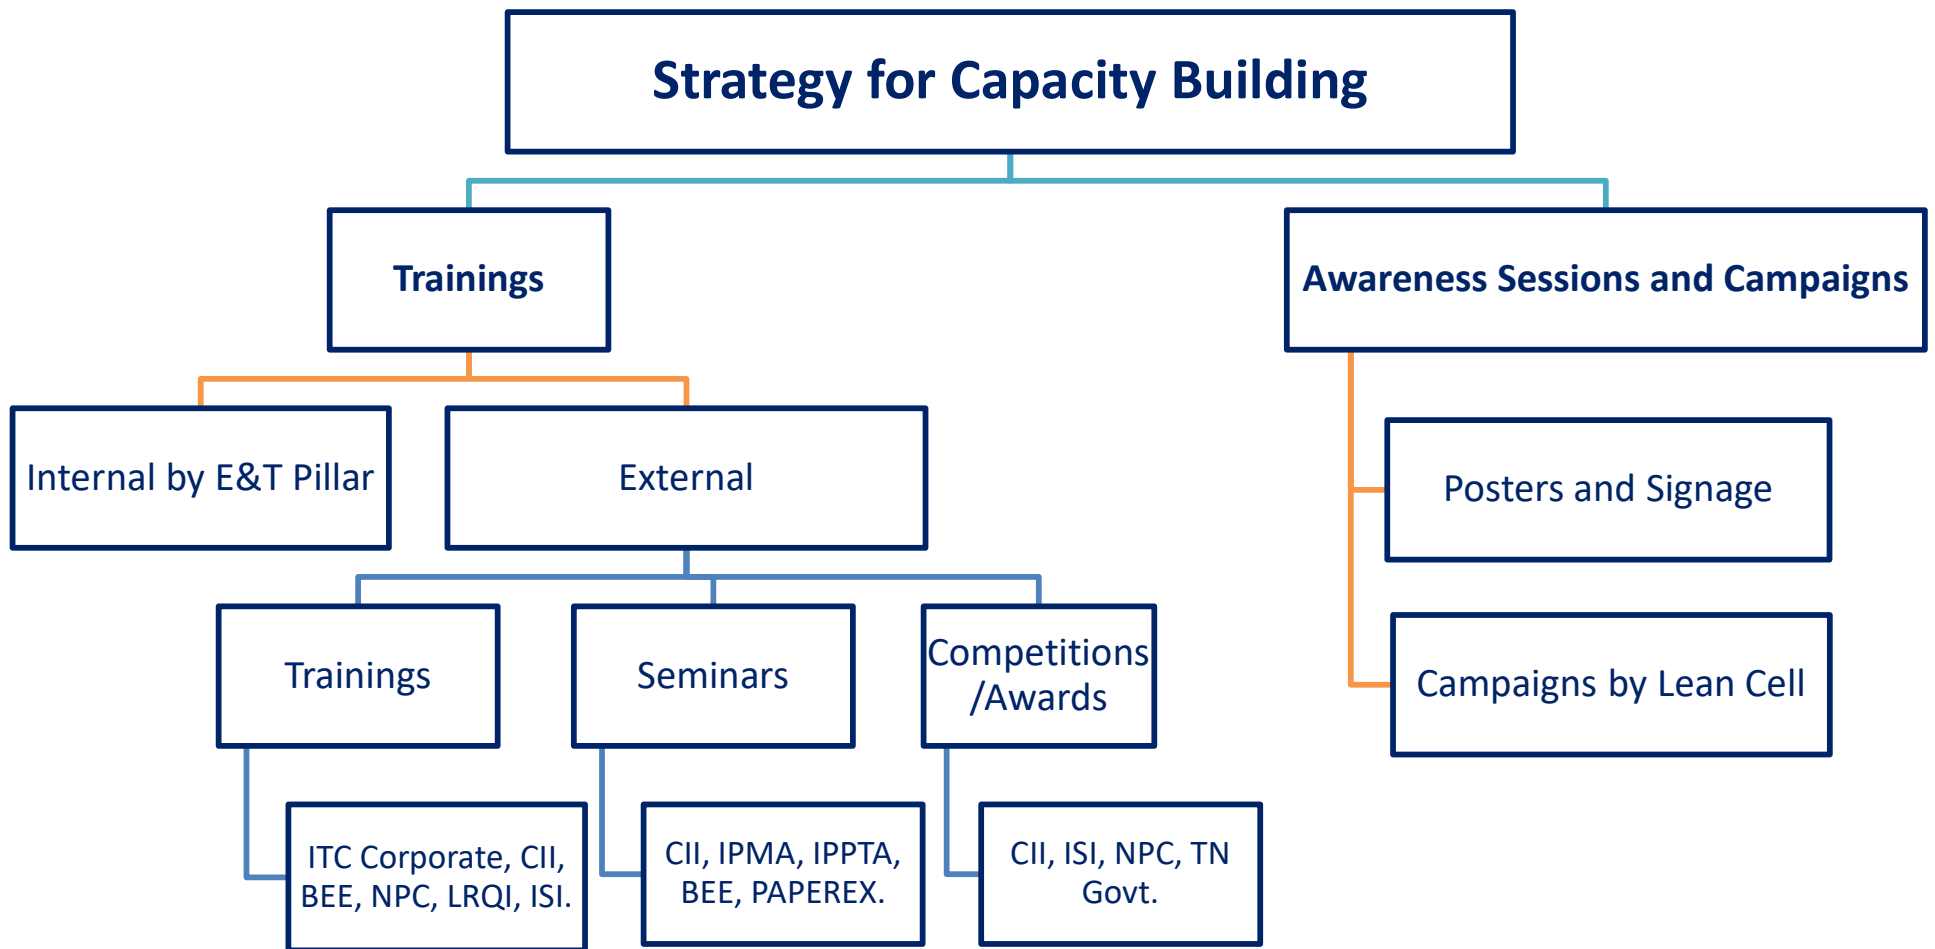 Strategy for Capacity Building
Trainings
Awareness Sessions and Campaigns
Internal by E&T Pillar
External
Posters and Signage
Trainings
Seminars
Competitions
/Awards
Campaigns by Lean Cell
ITC Corporate, CII,
BEE, NPC, LRQI, ISI.
CII, IPMA, IPPTA,
BEE, PAPEREX.
CII, ISI, NPC, TN
Govt.